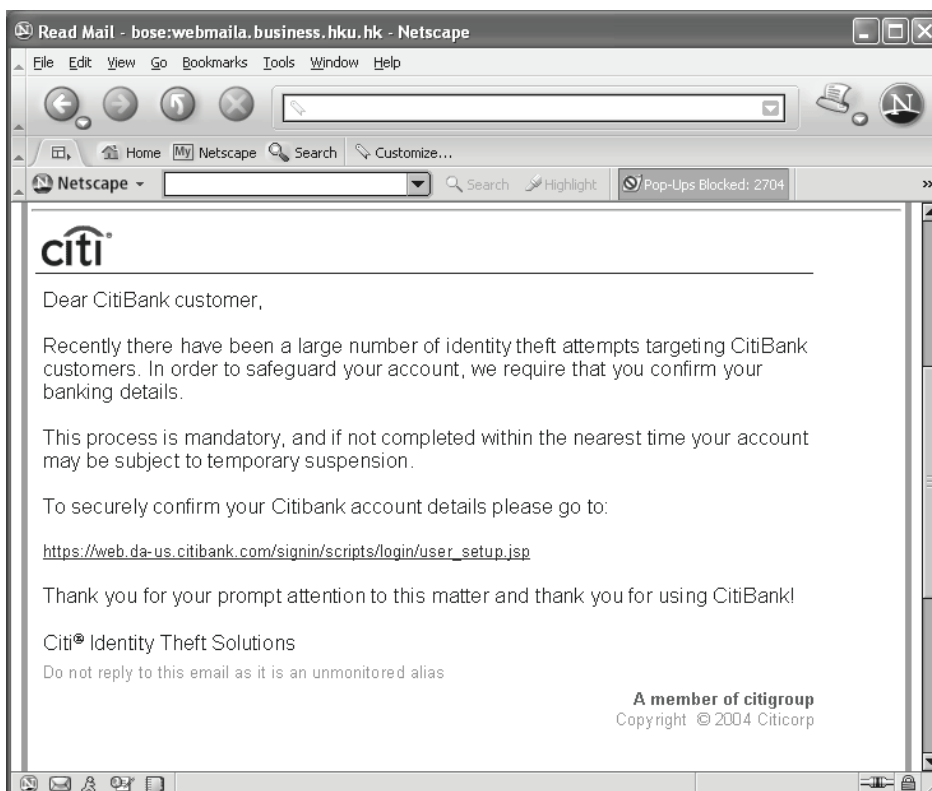 Read Mail - bose:webmaila.business.hku.hk - Netscape
File Edit View Go Bookmarks Tools Window Help
Home My Netscape Search Customize...
Netscape Search Highlight Pop-Ups Blocked: 2704 »
citi®
Dear CitiBank customer,
Recently there have been a large number of identity theft attempts targeting CitiBank
customers. In order to safeguard your account, we require that you confirm your
banking details.
This process is mandatory, and if not completed within the nearest time your account
may be subject to temporary suspension.
To securely confirm your Citibank account details please go to:
https://web.da-us.citibank.com/signin/scripts/login/user_setup.jsp
Thank you for your prompt attention to this matter and thank you for using CitiBank!
Citi® Identity Theft Solutions
Do not reply to this email as it is an unmonitored alias
A member of citigroup
Copyright © 2004 Citicorp